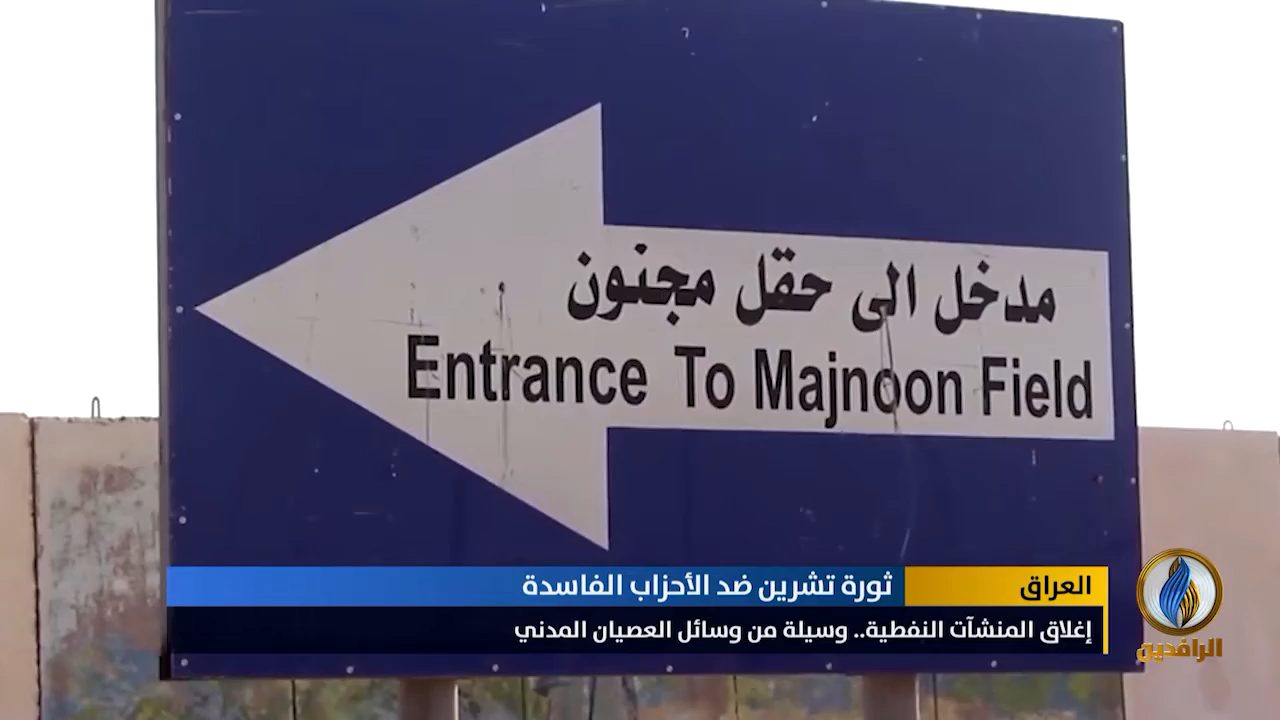 مدخل الى حقل مجنون
Entrance To Majnoon Field
العراق
ثورة تشرين ضد الأحزاب الفاسدة
إغلاق المنشآت النفطية.. وسيلة من وسائل العصيان المدني
الرافدين